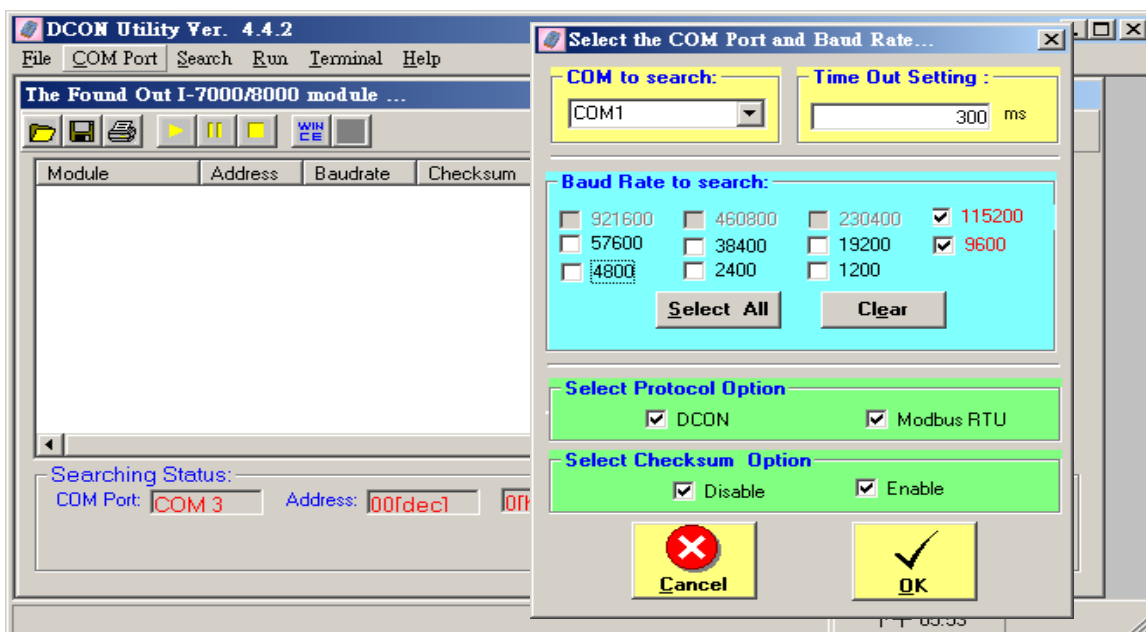 DCON Utility Ver. 4.4.2
File COM Port Search Run Terminal Help
The Found Out I-7000/8000 module ...
WIN CE
Module Address Baudrate Checksum
Searching Status:
COM Port: COM 3 Address: 00[dec]
Select the COM Port and Baud Rate...
COM to search:
COM1
Time Out Setting :
300 ms
Baud Rate to search:
921600 460800 230400 115200
57600 38400 19200 9600
4800 2400 1200
Select All Clear
Select Protocol Option
DCON Modbus RTU
Select Checksum Option
Disable Enable
Cancel OK